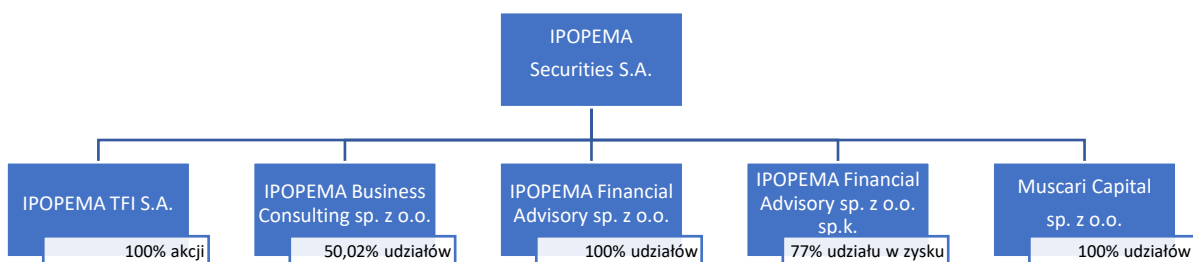 IPOPEMA
Securities S.A.
IPOPEMA TFI S.A.
100% akcji
IPOPEMA Business
Consulting sp. z o.o.
50,02% udziałów
IPOPEMA Financial
Advisory sp. z o.o.
100% udziałów
IPOPEMA Financial
Advisory sp. z o.o.
sp.k.
77% udziału w zysku
Muscari Capital
sp. z o.o.
100% udziałów